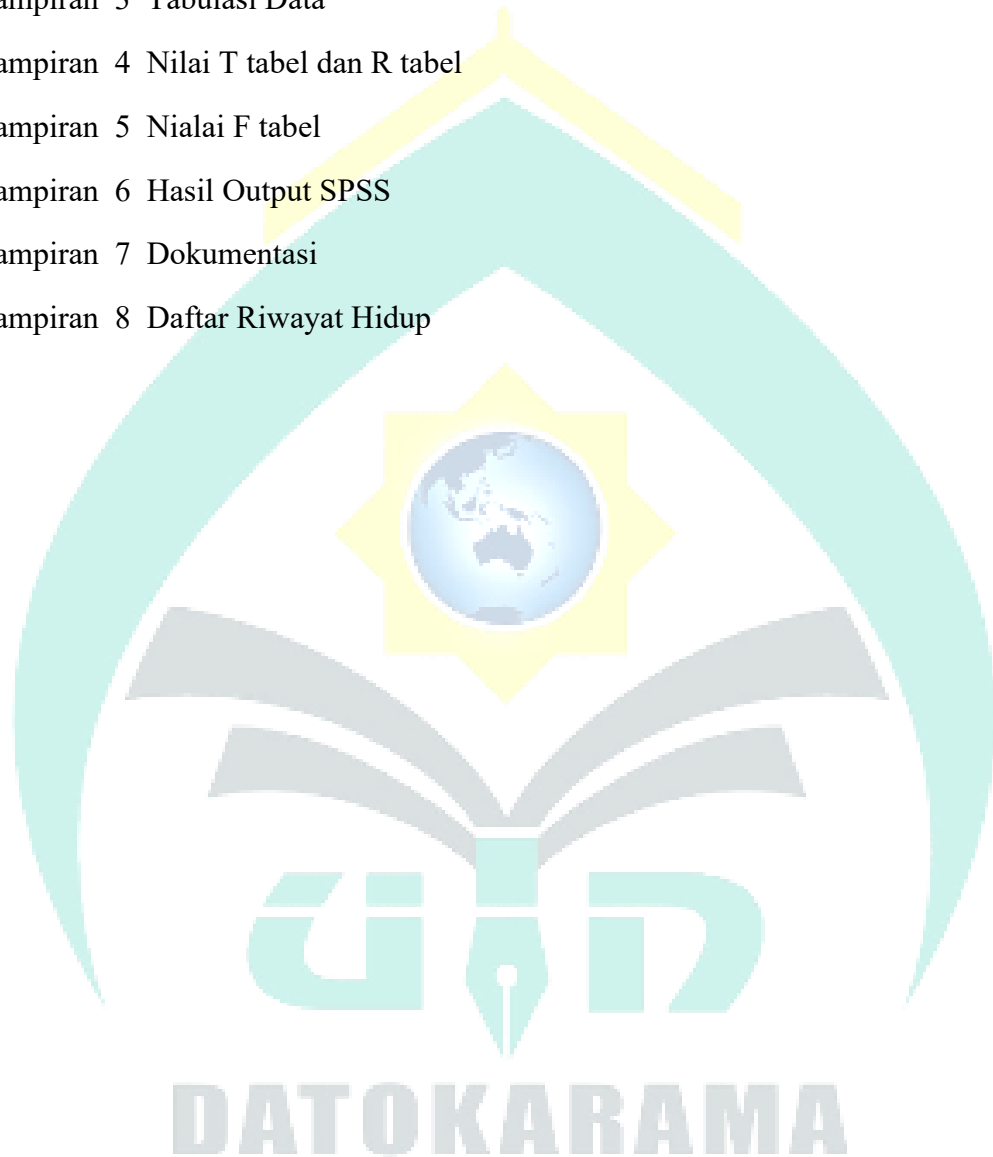 ampiran 3 Tabulasi Data
ampiran 4 Nilai T tabel dan R tabel
ampiran 5 Nialai F tabel
ampiran 6 Hasil Output SPSS
ampiran 7 Dokumentasi
ampiran 8 Daftar Riwayat Hidup
UIN
DATOKARAMA